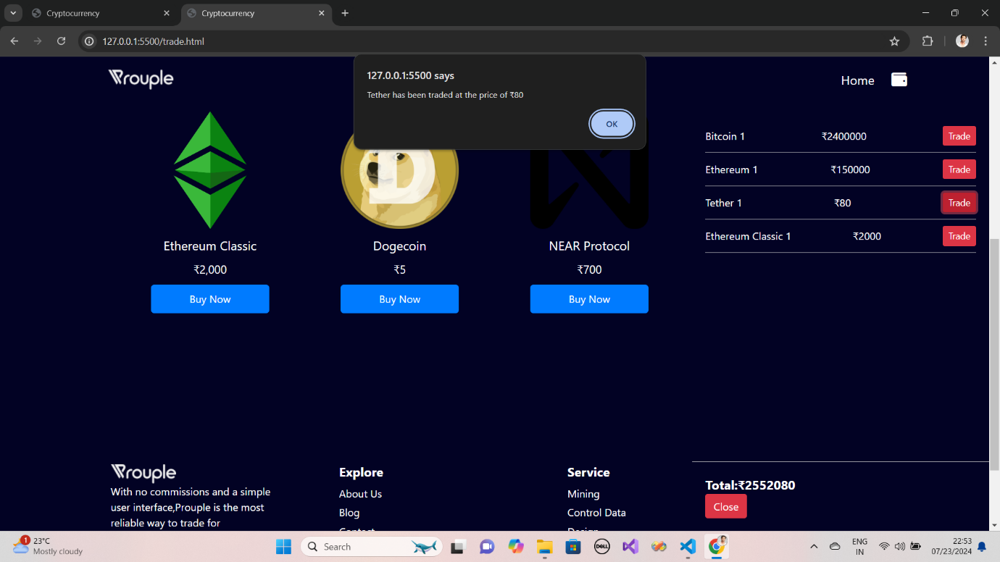 Cryptocurrency
Cryptocurrency
127.0.0.1:5500/trade.html
Prouple
127.0.0.1:5500 says
Tether has been traded at the price of ₹80
OK
Home
Bitcoin 1 ₹2400000 Trade
Ethereum 1 ₹150000 Trade
Tether 1 ₹80 Trade
Ethereum Classic 1 ₹2000 Trade
D
Ethereum Classic
₹2,000
Buy Now
Dogecoin
₹5
Buy Now
NEAR Protocol
₹700
Buy Now
Prouple
With no commissions and a simple
user interface,Prouple is the most
reliable way to trade for
Explore
About Us
Blog
Contact
Service
Mining
Control Data
Design
Total:₹2552080
Close
1
23°C
Mostly cloudy
Search
DELL
ENG
IN
22:53
07/23/2024